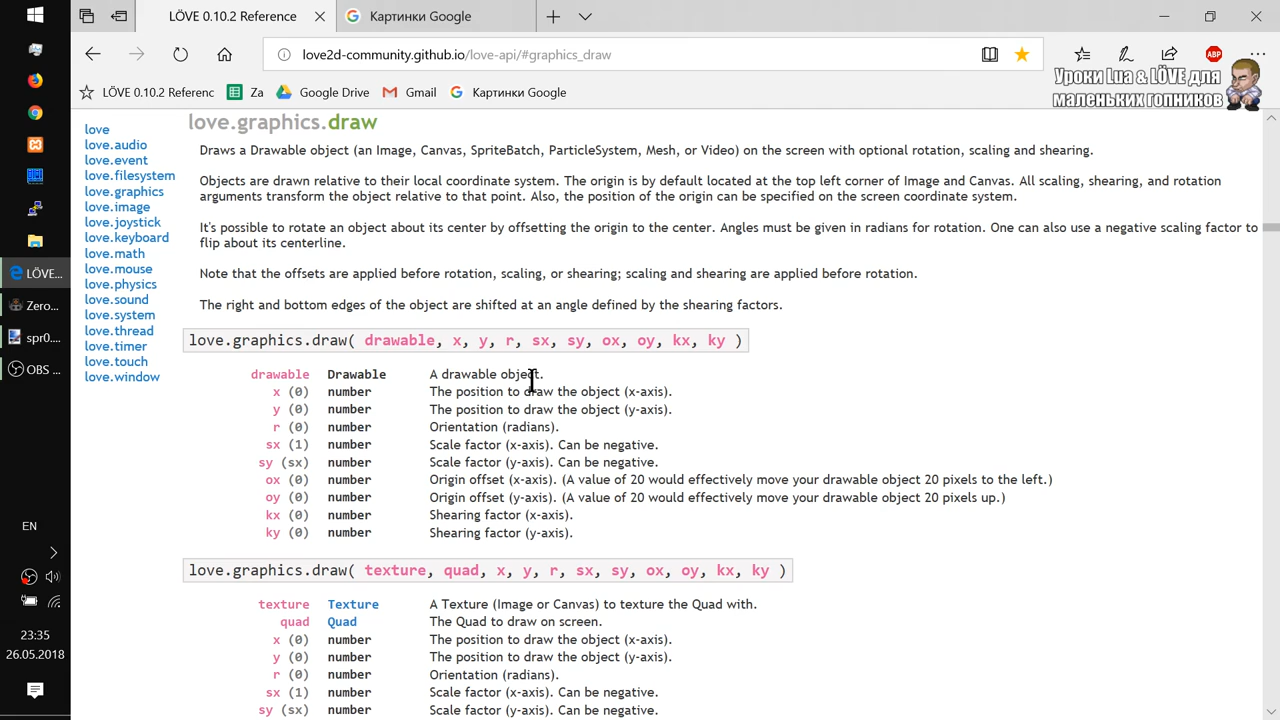 LÖVE 0.10.2 Reference
Картинки Google
love2d-community.github.io/love-api/#graphics_draw
ABP
LÖVE 0.10.2 Referenc
Za
Google Drive
Gmail
Картинки Google
Уроки Lua & LÖVE для
маленьких гопников
love
love.audio
love.event
love.filesystem
love.graphics
love.image
love.joystick
love.keyboard
love.math
love.mouse
love.physics
love.sound
love.system
love.thread
love.timer
love.touch
love.window
love.graphics.draw
Draws a Drawable object (an Image, Canvas, SpriteBatch, ParticleSystem, Mesh, or Video) on the screen with optional rotation, scaling and shearing.
Objects are drawn relative to their local coordinate system. The origin is by default located at the top left corner of Image and Canvas. All scaling, shearing, and rotation
arguments transform the object relative to that point. Also, the position of the origin can be specified on the screen coordinate system.
It's possible to rotate an object about its center by offsetting the origin to the center. Angles must be given in radians for rotation. One can also use a negative scaling factor to
flip about its centerline.
Note that the offsets are applied before rotation, scaling, or shearing; scaling and shearing are applied before rotation.
The right and bottom edges of the object are shifted at an angle defined by the shearing factors.
love.graphics.draw( drawable, x, y, r, sx, sy, ox, oy, kx, ky )
drawable Drawable A drawable object.
x (0) number The position to draw the object (x-axis).
y (0) number The position to draw the object (y-axis).
r (0) number Orientation (radians).
sx (1) number Scale factor (x-axis). Can be negative.
sy (sx) number Scale factor (y-axis). Can be negative.
ox (0) number Origin offset (x-axis). (A value of 20 would effectively move your drawable object 20 pixels to the left.)
oy (0) number Origin offset (y-axis). (A value of 20 would effectively move your drawable object 20 pixels up.)
kx (0) number Shearing factor (x-axis).
ky (0) number Shearing factor (y-axis).
love.graphics.draw( texture, quad, x, y, r, sx, sy, ox, oy, kx, ky )
texture Texture A Texture (Image or Canvas) to texture the Quad with.
quad Quad The Quad to draw on screen.
x (0) number The position to draw the object (x-axis).
y (0) number The position to draw the object (y-axis).
r (0) number Orientation (radians).
sx (1) number Scale factor (x-axis). Can be negative.
sy (sx) number Scale factor (y-axis). Can be negative.
LÖVE...
Zero...
spr0...
OBS ...
EN
23:35
26.05.2018